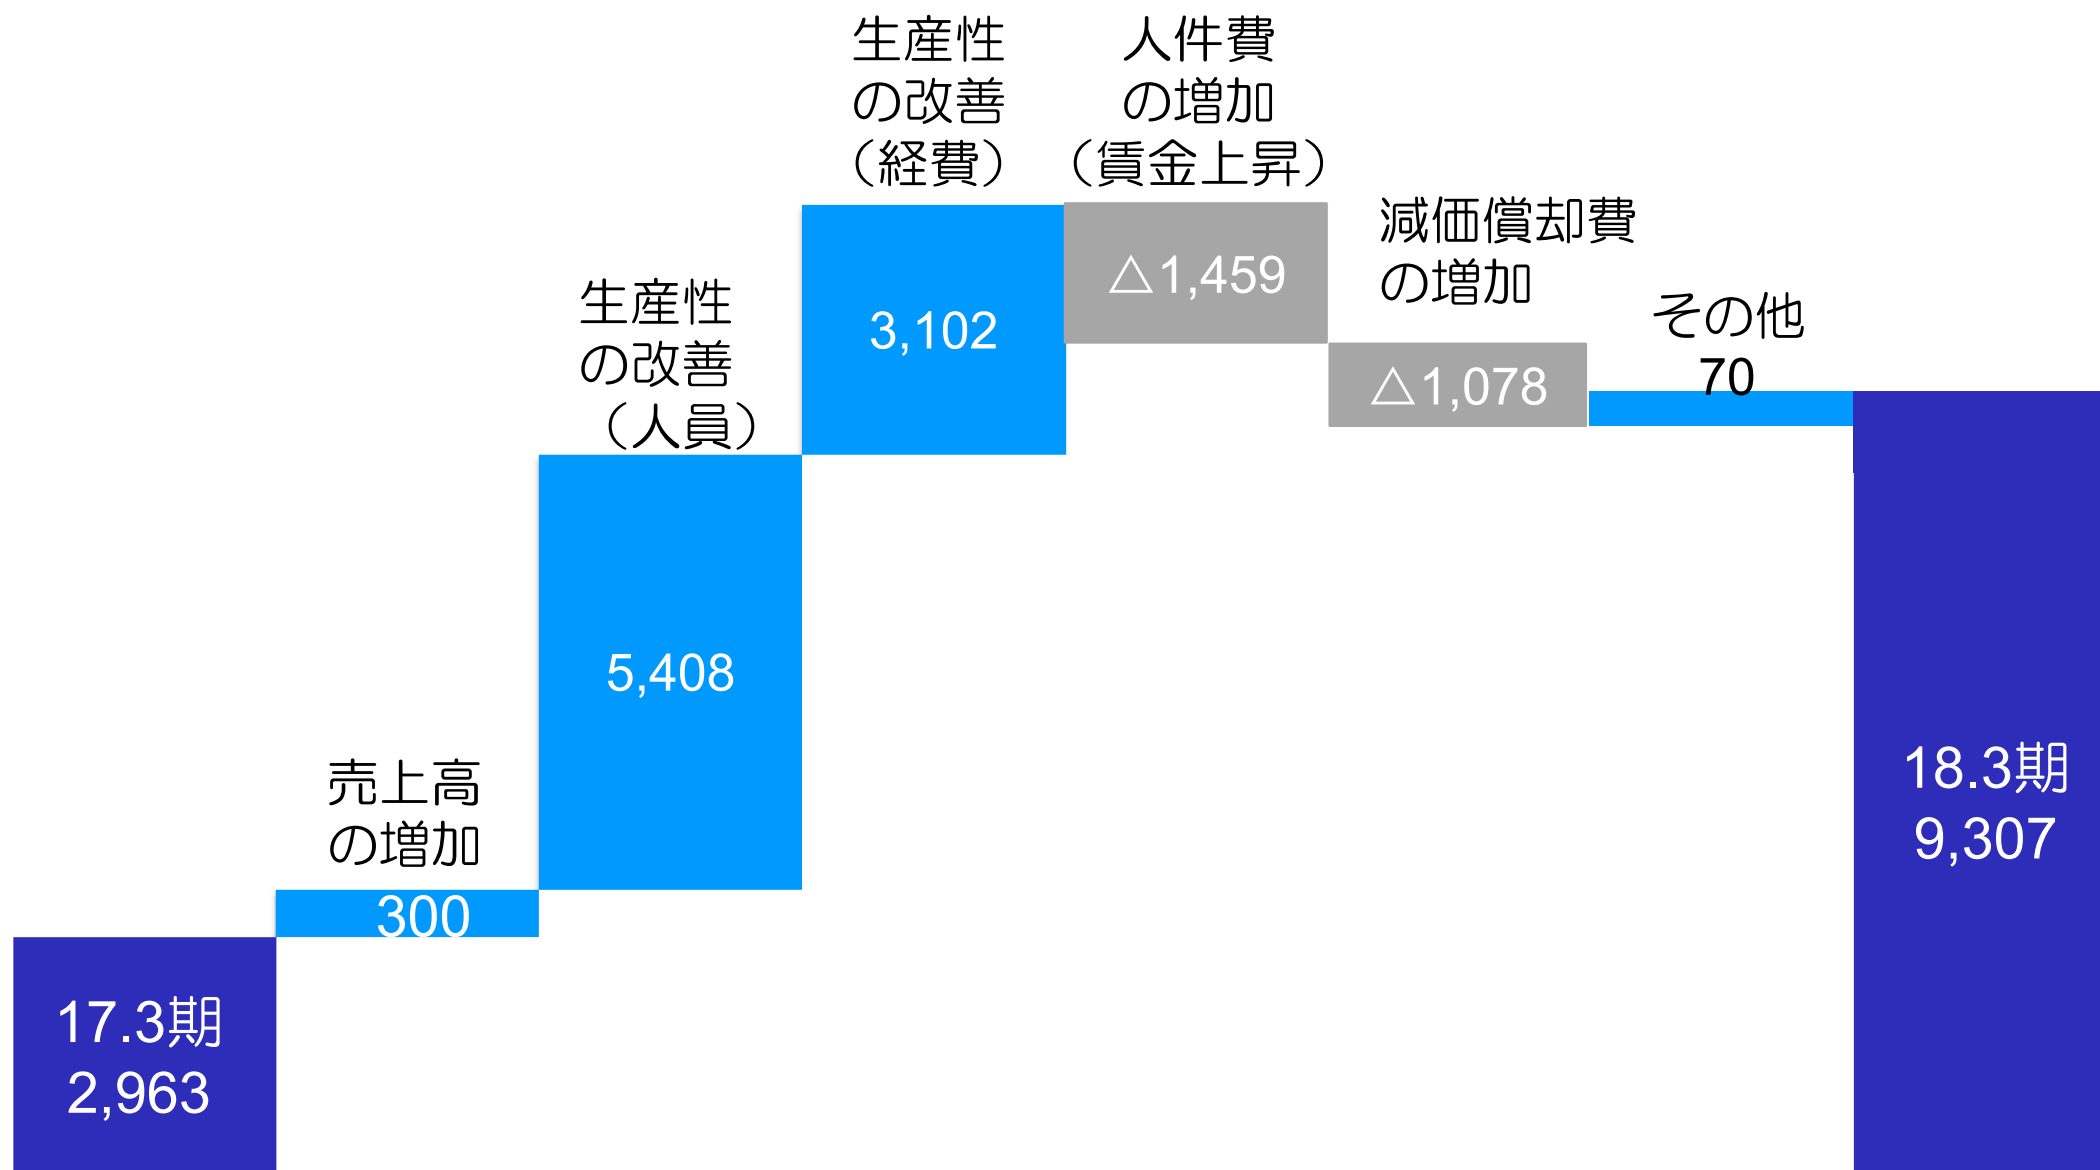 生産性
の改善
（経費）
3,102
人件費
の増加
（賃金上昇）
△1,459
減価償却費
の増加
△1,078
その他
70
生産性
の改善
（人員）
5,408
売上高
の増加
300
17.3期
2,963
18.3期
9,307